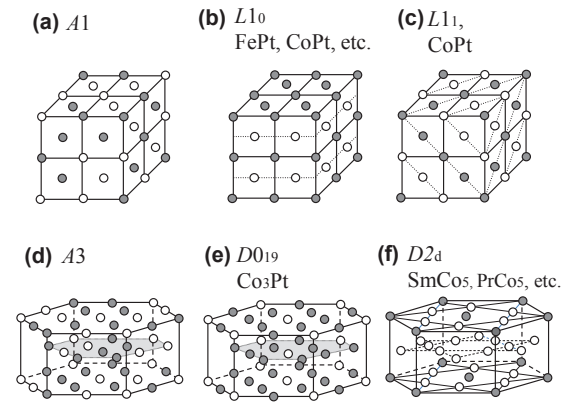 (a) A1
(b) L1₀
FePt, CoPt, etc.
(c) L1₁,
CoPt
(d) A3
(e) D0₁₉
Co₃Pt
(f) D2d
SmCo₅, PrCo₅, etc.